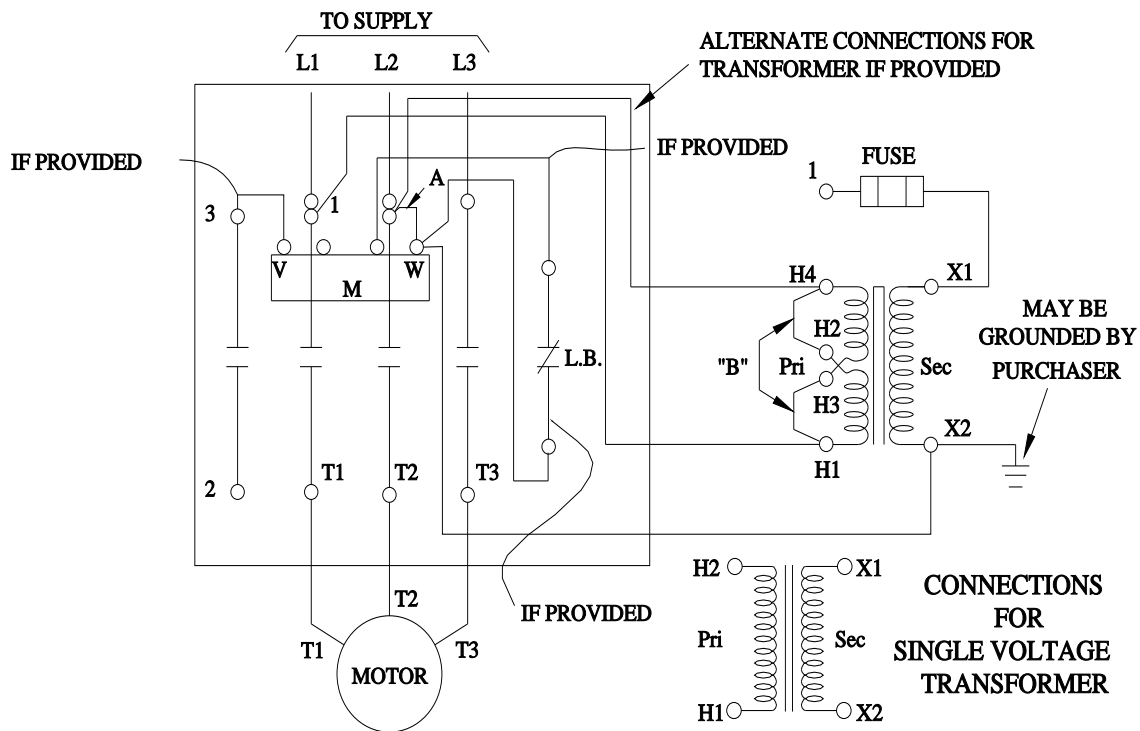 TO SUPPLY
L1 L2 L3
ALTERNATE CONNECTIONS FOR
TRANSFORMER IF PROVIDED
IF PROVIDED
IF PROVIDED
A
1
FUSE
3
1
V
W
M
H4
X1
MAY BE
GROUNDED BY
PURCHASER
H2
"B"
Pri
Sec
L.B.
H3
X2
H1
2
T1
T2
T3
IF PROVIDED
T2
T1
T3
MOTOR
H2
X1
Pri
Sec
H1
X2
CONNECTIONS
FOR
SINGLE VOLTAGE
TRANSFORMER